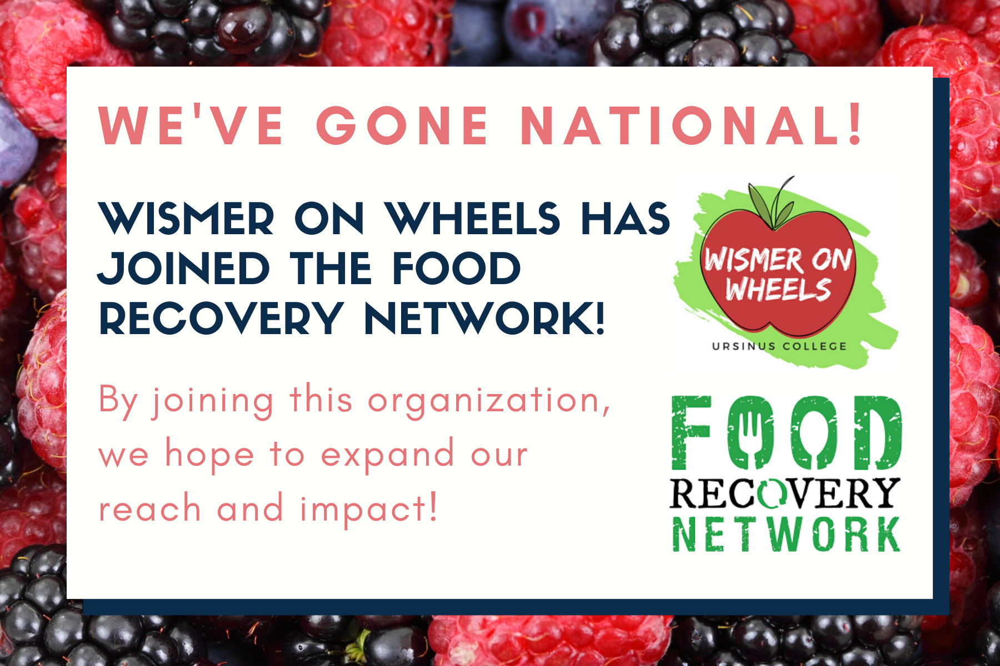 WE'VE GONE NATIONAL!
WISMER ON WHEELS HAS
JOINED THE FOOD
RECOVERY NETWORK!
By joining this organization,
we hope to expand our
reach and impact!
WISMER ON
WHEELS
URSINUS COLLEGE
FOOD
RECOVERY
NETWORK